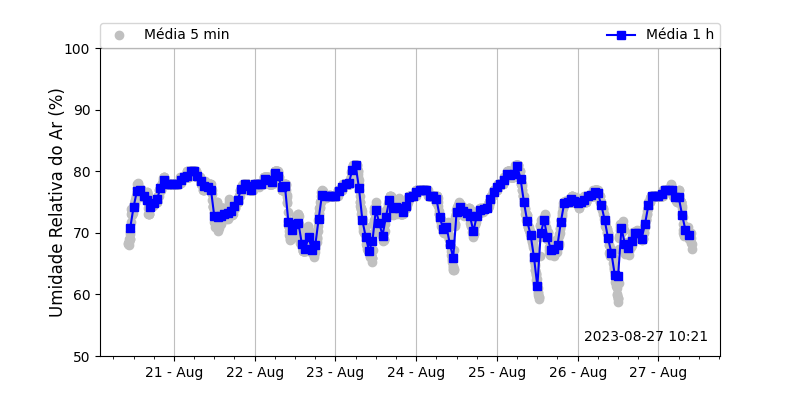 Média 5 min
Média 1 h
Umidade Relativa do Ar (%)
100
90
80
70
60
50
2023-08-27 10:21
21 - Aug
22 - Aug
23 - Aug
24 - Aug
25 - Aug
26 - Aug
27 - Aug